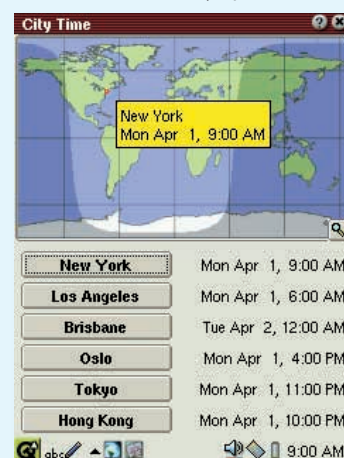 City Time
New York
Mon Apr 1, 9:00 AM
New York Mon Apr 1, 9:00 AM
Los Angeles Mon Apr 1, 6:00 AM
Brisbane Tue Apr 2, 12:00 AM
Oslo Mon Apr 1, 4:00 PM
Tokyo Mon Apr 1, 11:00 PM
Hong Kong Mon Apr 1, 10:00 PM
abc 9:00 AM